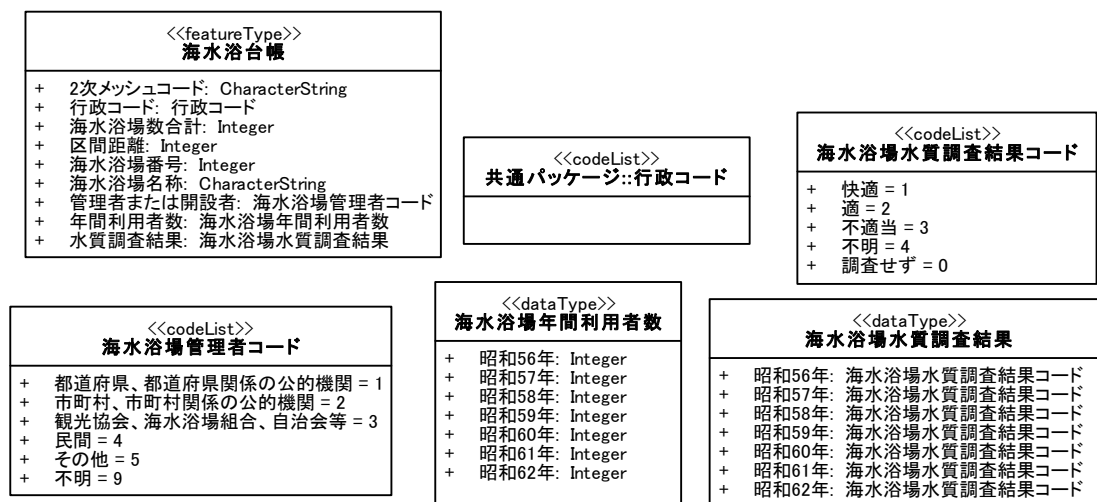 <<featureType>>
海水浴台帳
+ 2次メッシュコード: CharacterString
+ 行政コード: 行政コード
+ 海水浴場数合計: Integer
+ 区間距離: Integer
+ 海水浴場番号: Integer
+ 海水浴場名称: CharacterString
+ 管理者または開設者: 海水浴場管理者コード
+ 年間利用者数: 海水浴場年間利用者数
+ 水質調査結果: 海水浴場水質調査結果
<<codeList>>
共通パッケージ::行政コード
<<codeList>>
海水浴場水質調査結果コード
+ 快適 = 1
+ 適 = 2
+ 不適当 = 3
+ 不明 = 4
+ 調査せず = 0
<<codeList>>
海水浴場管理者コード
+ 都道府県、都道府県関係の公的機関 = 1
+ 市町村、市町村関係の公的機関 = 2
+ 観光協会、海水浴場組合、自治会等 = 3
+ 民間 = 4
+ その他 = 5
+ 不明 = 9
<<dataType>>
海水浴場年間利用者数
+ 昭和56年: Integer
+ 昭和57年: Integer
+ 昭和58年: Integer
+ 昭和59年: Integer
+ 昭和60年: Integer
+ 昭和61年: Integer
+ 昭和62年: Integer
<<dataType>>
海水浴場水質調査結果
+ 昭和56年: 海水浴場水質調査結果コード
+ 昭和57年: 海水浴場水質調査結果コード
+ 昭和58年: 海水浴場水質調査結果コード
+ 昭和59年: 海水浴場水質調査結果コード
+ 昭和60年: 海水浴場水質調査結果コード
+ 昭和61年: 海水浴場水質調査結果コード
+ 昭和62年: 海水浴場水質調査結果コード